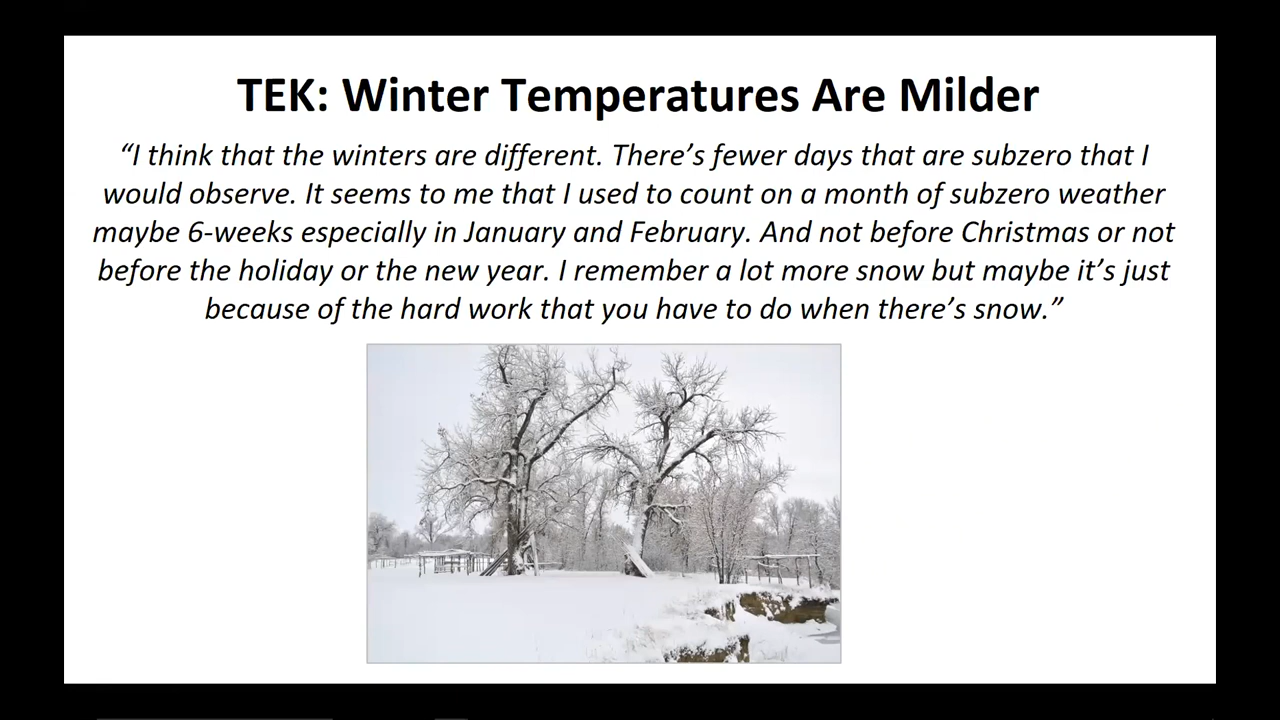 TEK: Winter Temperatures Are Milder
“I think that the winters are different. There’s fewer days that are subzero that I
would observe. It seems to me that I used to count on a month of subzero weather
maybe 6-weeks especially in January and February. And not before Christmas or not
before the holiday or the new year. I remember a lot more snow but maybe it’s just
because of the hard work that you have to do when there’s snow.”